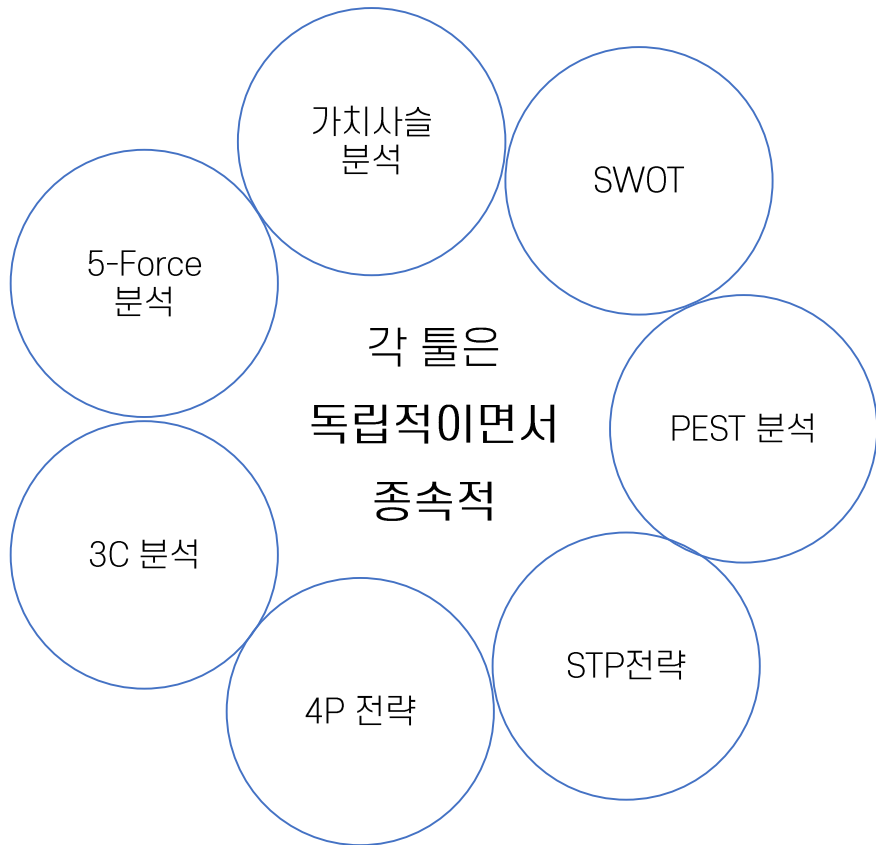 가치사슬
분석
SWOT
5-Force
분석
각 툴은
독립적이면서
종속적
PEST 분석
3C 분석
STP전략
4P 전략